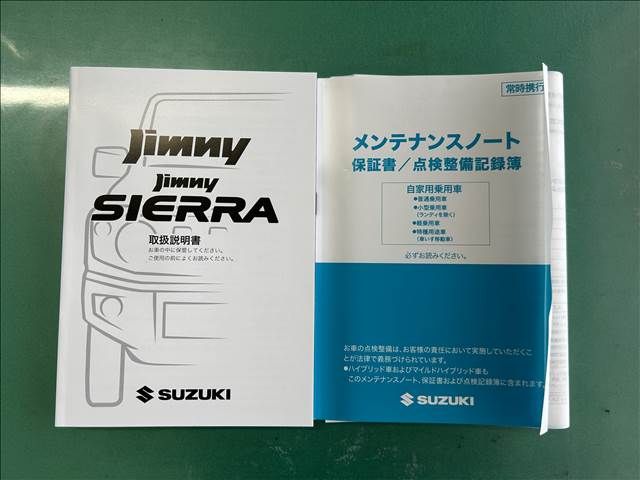 Jimny
Jimny
SIERRA
取扱説明書
お車の中に保管してください。
ご使用の前によくお読みください。
SUZUKI
常時携行
メンテナンスノート
保証書／点検整備記録簿
自家用乗用車
●普通乗用車
●小型乗用車
(ランディを除く)
●軽乗用車
●特種用途車
(車いす移動車)
必ずお読みください。
お車の点検整備は、お客様の責任において実施していただくこ
とが法律で義務づけられています。
●ハイブリッド車およびマイルドハイブリッド車も
このメンテナンスノート、保証書および点検記録簿に含まれます。
SUZUKI